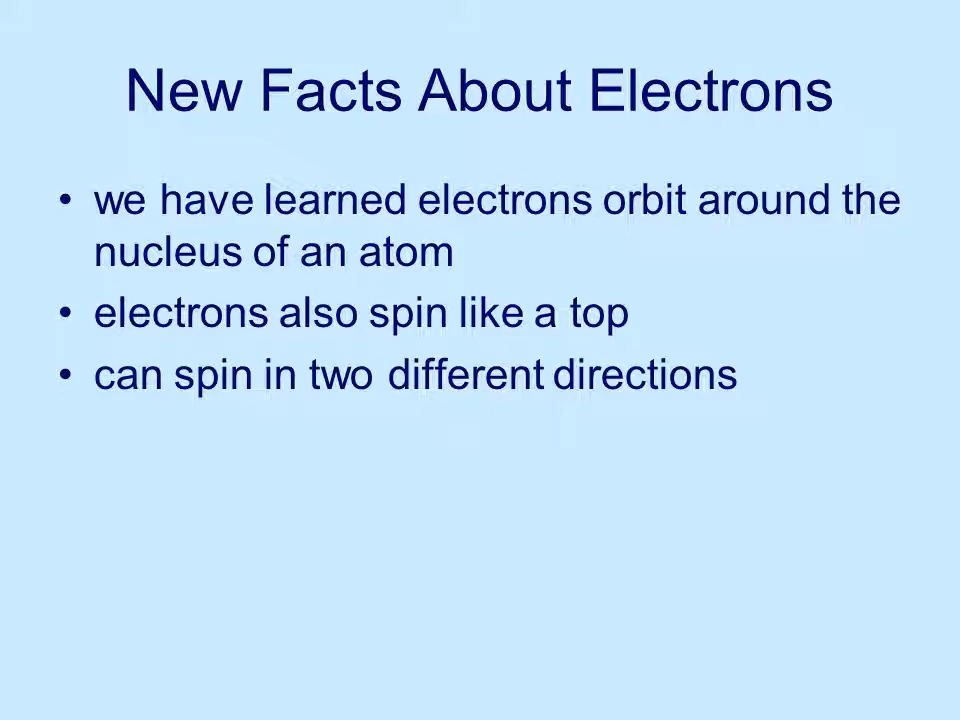 New Facts About Electrons
• we have learned electrons orbit around the
nucleus of an atom
• electrons also spin like a top
• can spin in two different directions